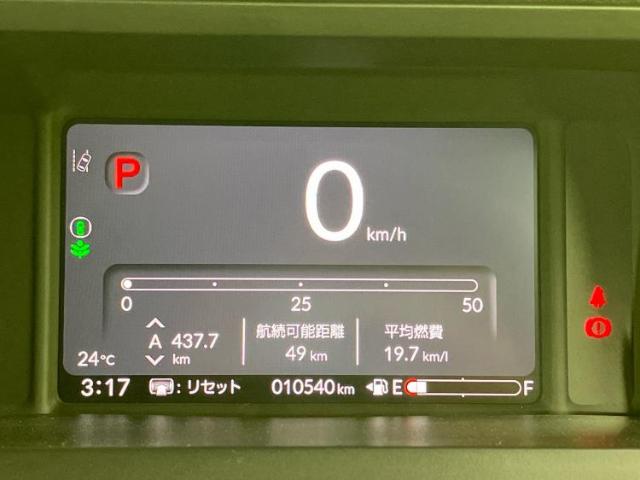 P
0 km/h
0 25 50
A 437.7 km
航続可能距離
49 km
平均燃費
19.7 km/l
24℃
3:17 : リセット 010540km E F